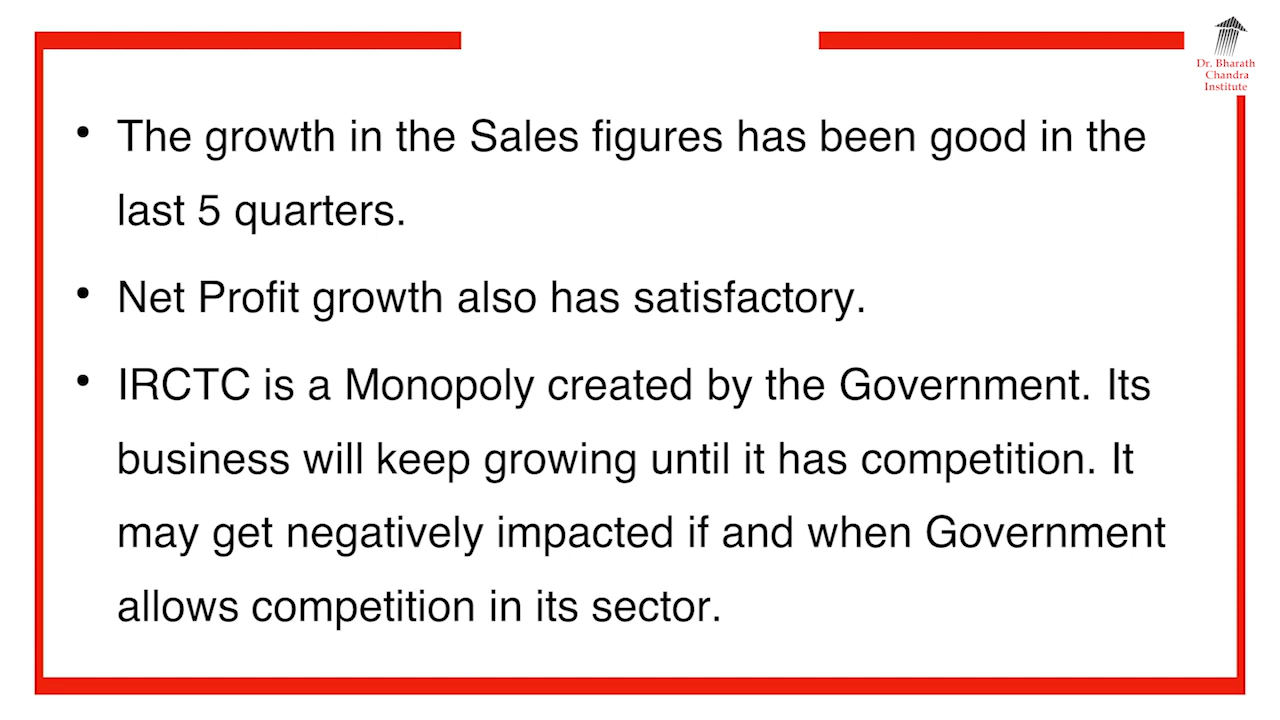 Dr. Bharath
Chandra
Institute
• The growth in the Sales figures has been good in the
last 5 quarters.
• Net Profit growth also has satisfactory.
• IRCTC is a Monopoly created by the Government. Its
business will keep growing until it has competition. It
may get negatively impacted if and when Government
allows competition in its sector.